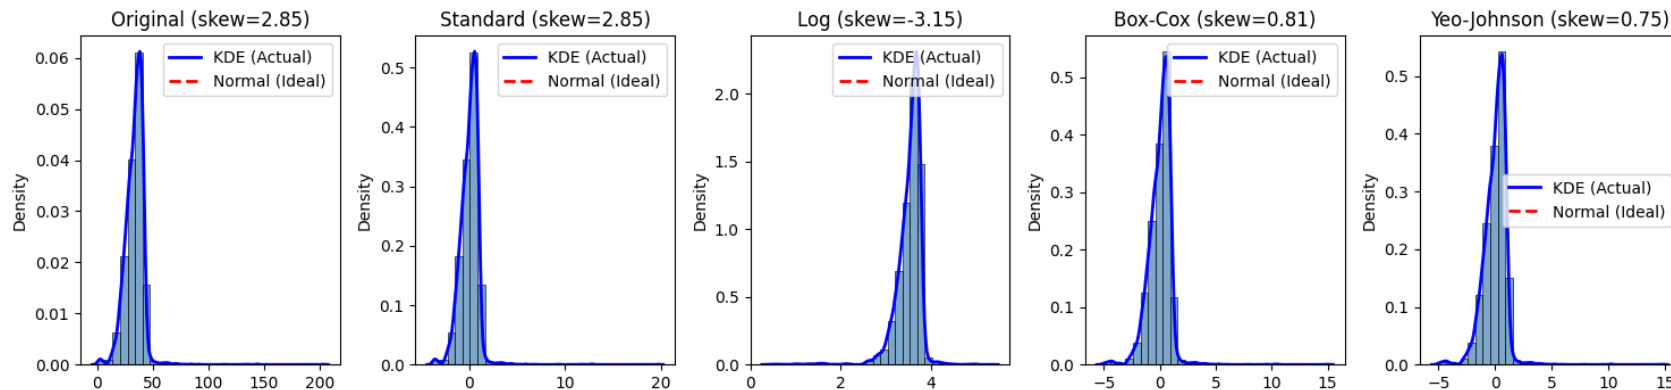 Original (skew=2.85)
KDE (Actual)
Normal (Ideal)
Density
0.06
0.05
0.04
0.03
0.02
0.01
0.00
0
50
100
150
200
Standard (skew=2.85)
KDE (Actual)
Normal (Ideal)
Density
0.5
0.4
0.3
0.2
0.1
0.0
0
10
20
Log (skew=-3.15)
KDE (Actual)
Normal (Ideal)
Density
2.0
1.5
1.0
0.5
0.0
0
2
4
Box-Cox (skew=0.81)
KDE (Actual)
Normal (Ideal)
Density
0.5
0.4
0.3
0.2
0.1
0.0
−5
0
5
10
15
Yeo-Johnson (skew=0.75)
KDE (Actual)
Normal (Ideal)
Density
0.5
0.4
0.3
0.2
0.1
0.0
−5
0
5
10
15